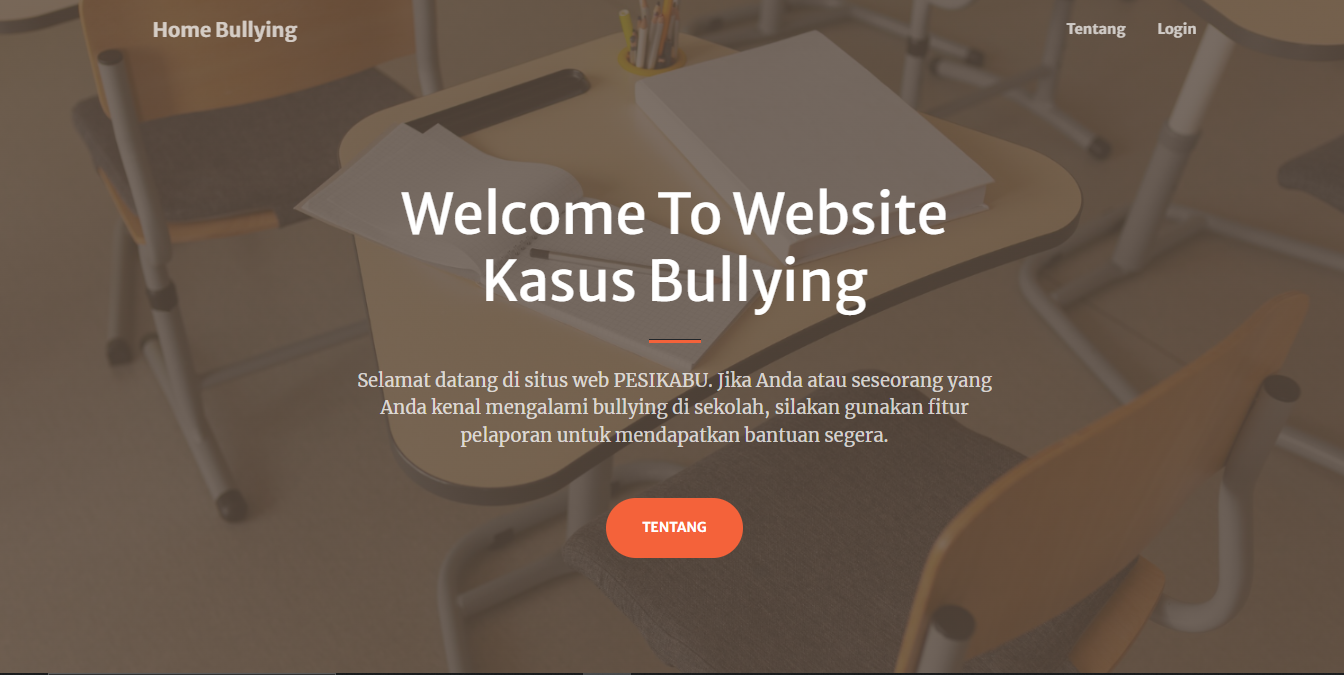 Home Bullying
Tentang
Login
Welcome To Website
Kasus Bullying
Selamat datang di situs web PESIKABU. Jika Anda atau seseorang yang
Anda kenal mengalami bullying di sekolah, silakan gunakan fitur
pelaporan untuk mendapatkan bantuan segera.
TENTANG